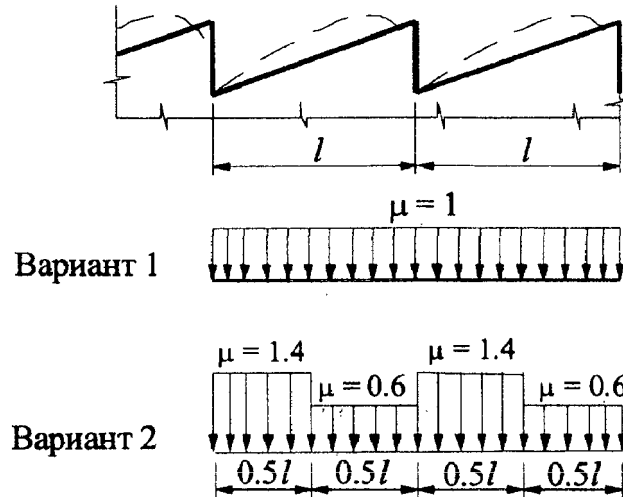 l l
μ = 1
Вариант 1
μ = 1.4 μ = 1.4
μ = 0.6 μ = 0.6
Вариант 2
0.5l 0.5l 0.5l 0.5l